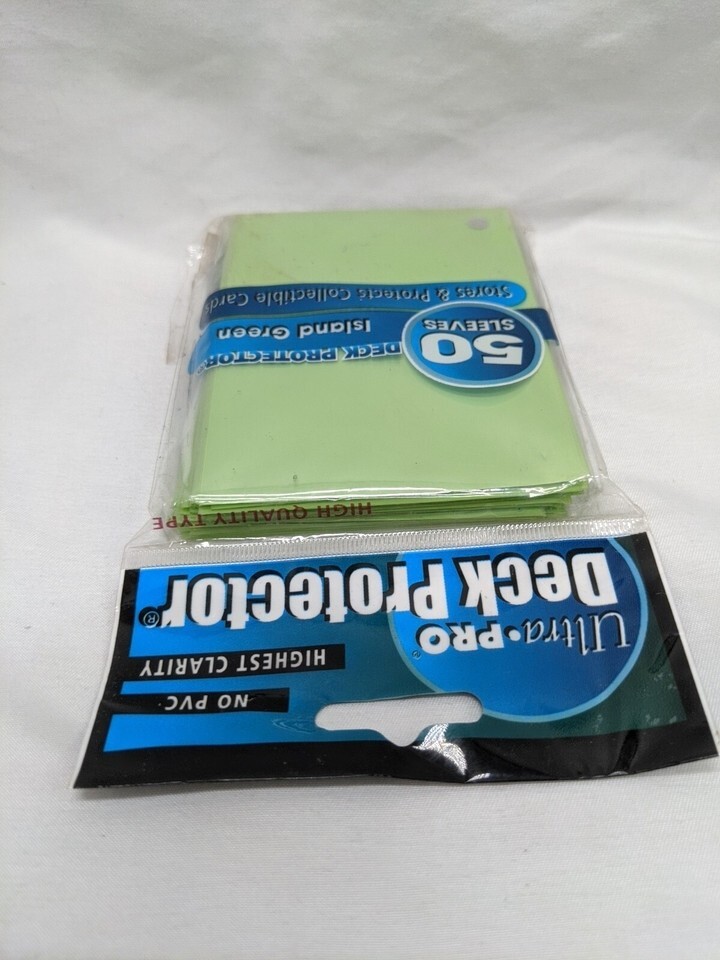 Ultra•PRO®
Deck Protector®
HIGHEST CLARITY
NO PVC
HIGH QUALITY TYPE
50
SLEEVES
DECK PROTECTOR®
Island Green
Stores & Protects Collectible Cards